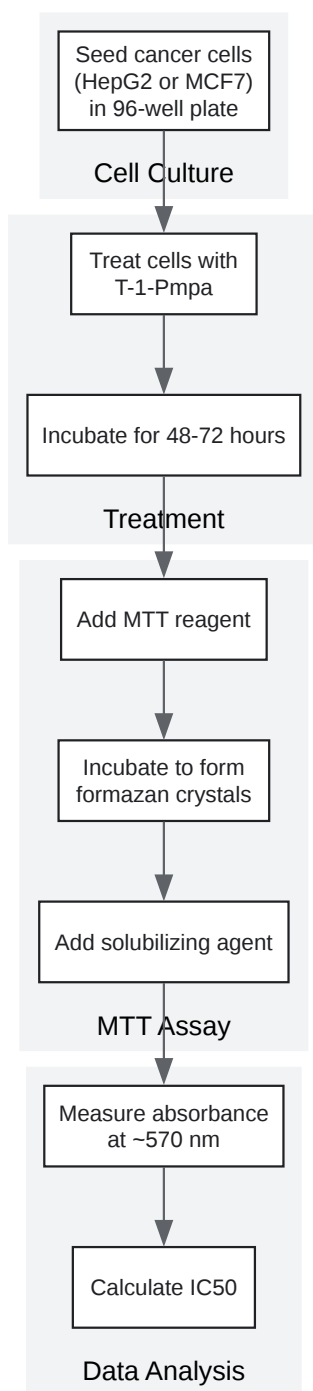 Seed cancer cells
(HepG2 or MCF7)
in 96-well plate
Cell Culture
Treat cells with
T-1-Pmpa
Incubate for 48-72 hours
Treatment
Add MTT reagent
Incubate to form
formazan crystals
Add solubilizing agent
MTT Assay
Measure absorbance
at ~570 nm
Calculate IC50
Data Analysis